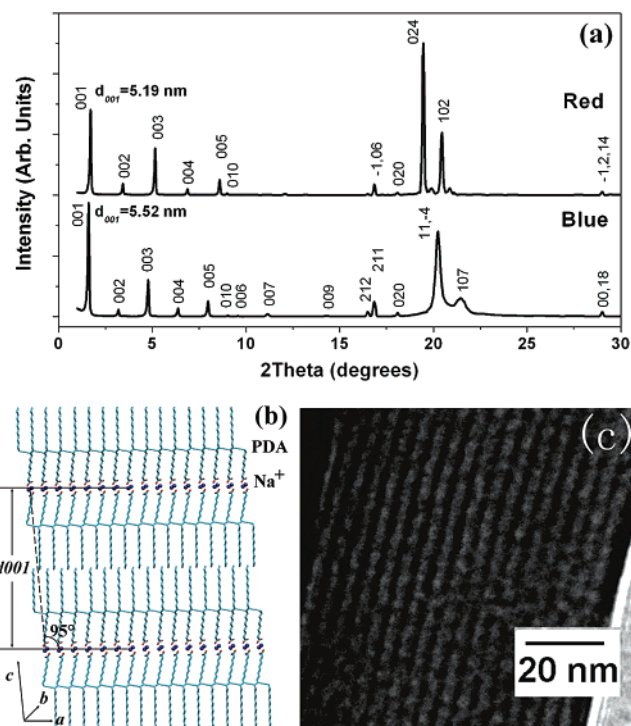 (a)
Intensity (Arb. Units)
d001=5.19 nm
001
002
003
004
005
010
-1,06
020
024
102
-1,2,14
Red
d001=5.52 nm
001
002
003
004
005
010
006
007
009
212
211
020
11,-4
107
00,18
Blue
0
5
10
15
20
25
30
2Theta (degrees)
(b)
PDA
Na+
d001
95°
c
b
a
(c)
20 nm